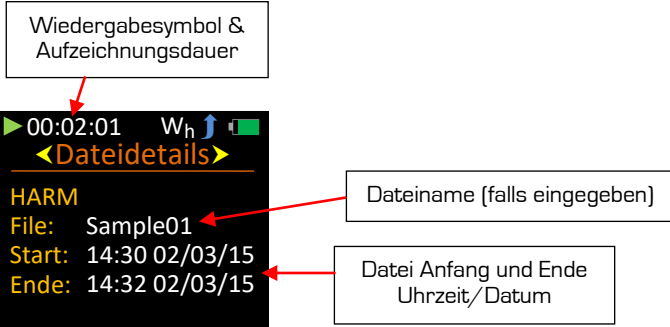 Wiedergabesymbol &
Aufzeichnungsdauer
00:02:01 Wh
Dateidetails
HARM
File: Sample01
Start: 14:30 02/03/15
Ende: 14:32 02/03/15
Dateiname (falls eingegeben)
Datei Anfang und Ende
Uhrzeit/Datum